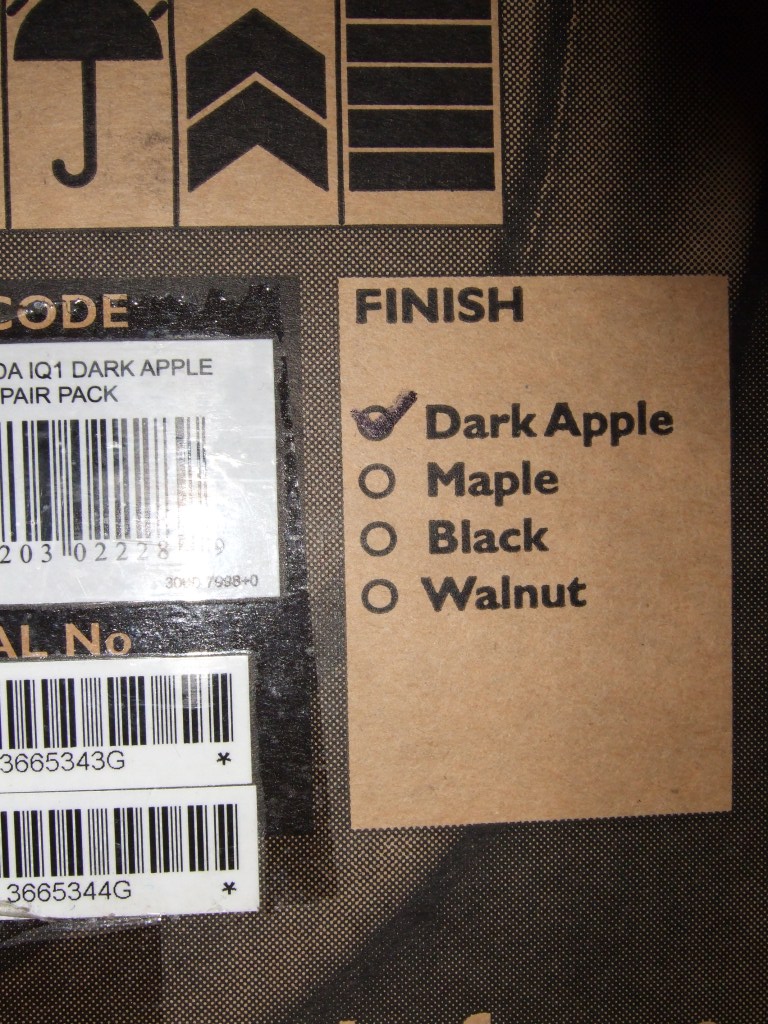 CODE
DA IQ1 DARK APPLE
PAIR PACK
203 02228 9
AL No
3665343G *
3665344G *
FINISH
Dark Apple
Maple
Black
Walnut